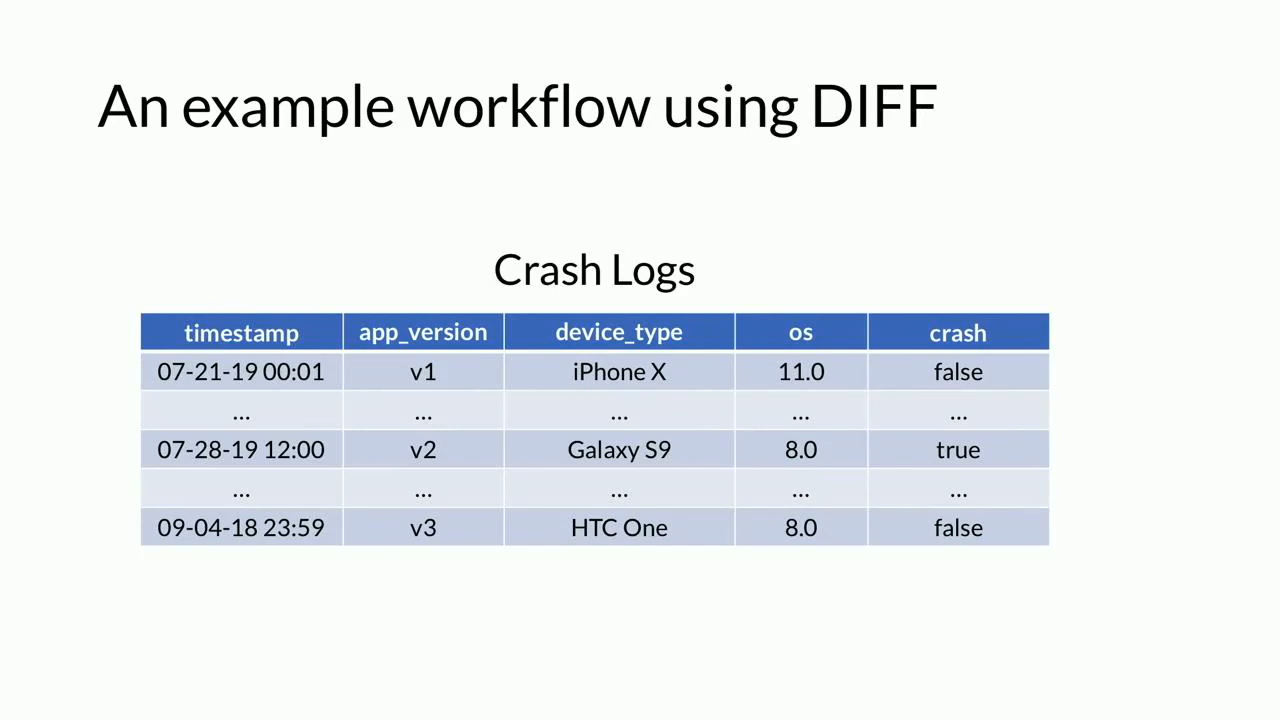 An example workflow using DIFF
Crash Logs
timestamp app_version device_type os crash
07-21-19 00:01 v1 iPhone X 11.0 false
... ... ... ... ...
07-28-19 12:00 v2 Galaxy S9 8.0 true
... ... ... ... ...
09-04-18 23:59 v3 HTC One 8.0 false